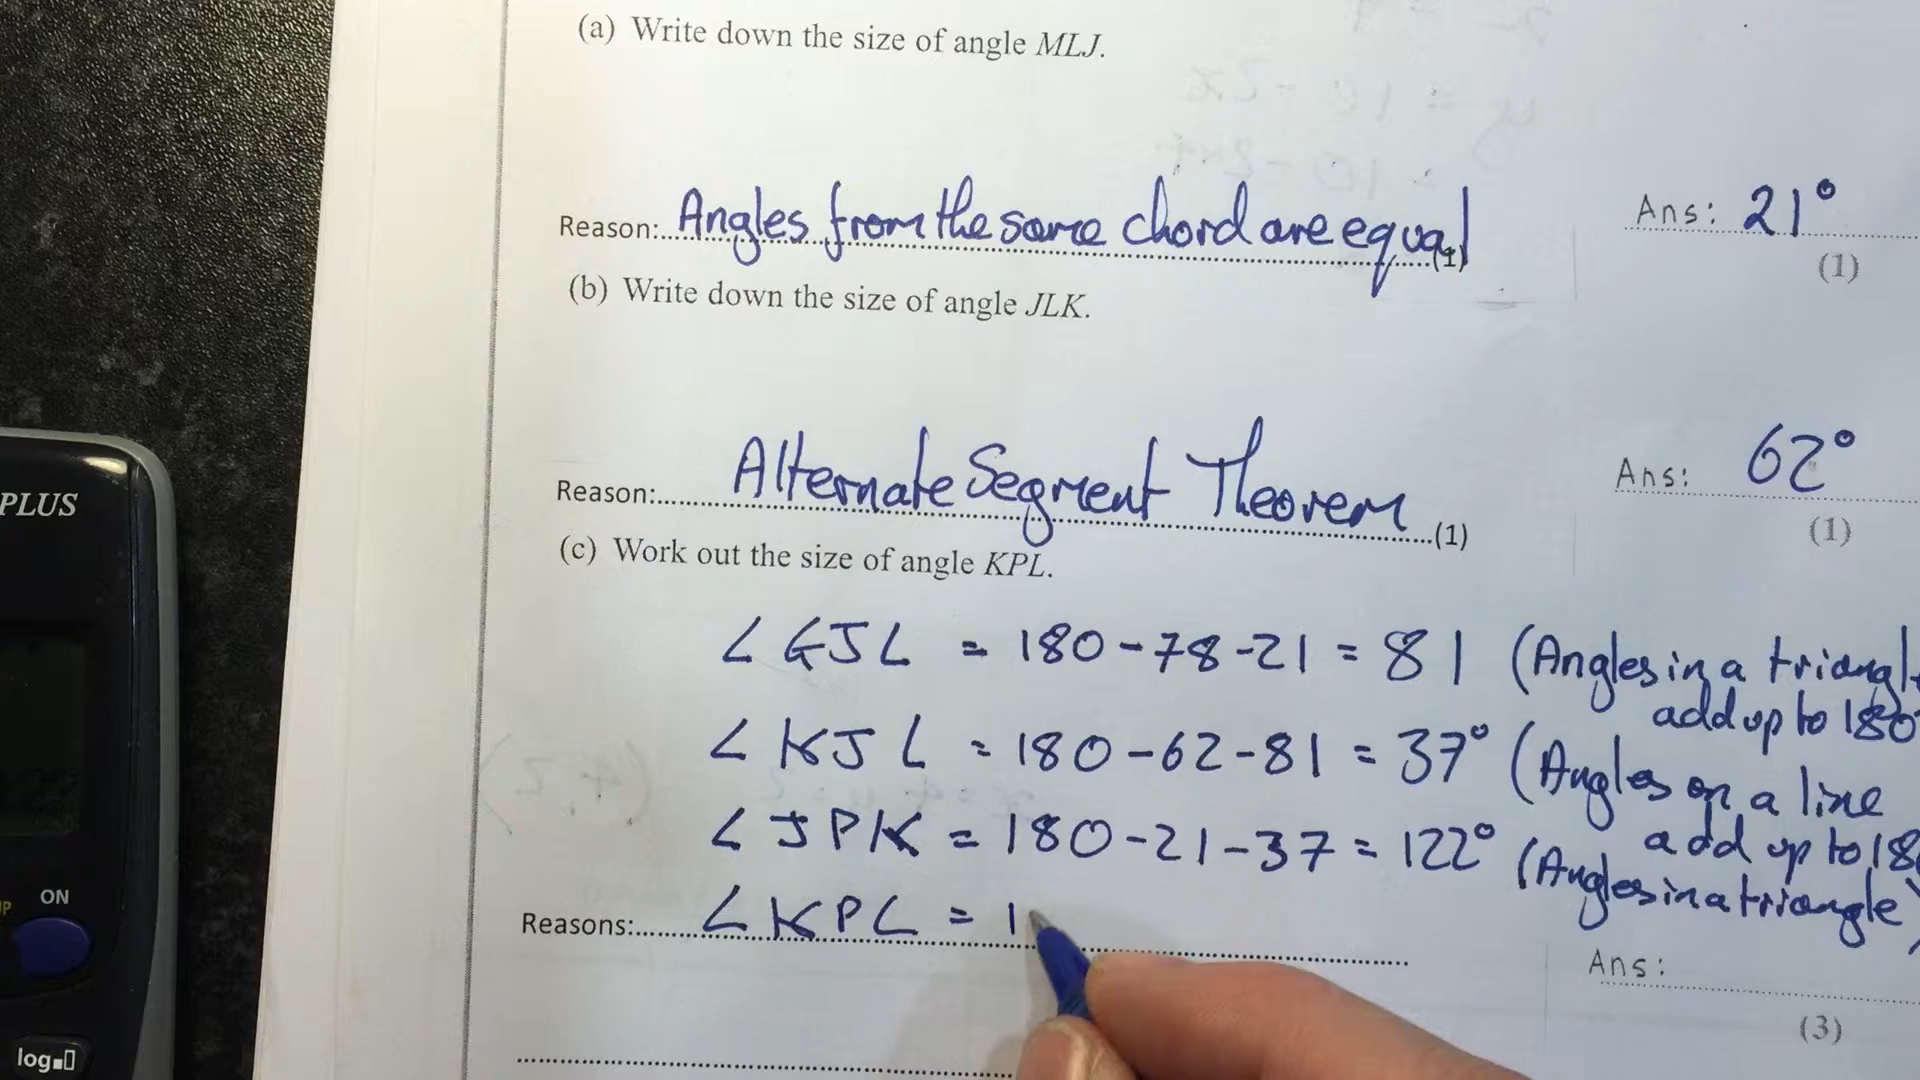 (a) Write down the size of angle MLJ.
Reason:.....Angles from the same chord are equal.....(1)
Ans: 21°
(1)
(b) Write down the size of angle JLK.
Reason:.....Alternate Segment Theorem.....(1)
Ans: 62°
(1)
(c) Work out the size of angle KPL.
∠GJL = 180-78-21 = 81 (Angles in a triangle
add up to 180
∠KJL = 180-62-81 = 37° (Angles on a line
add up to 18
∠JPK = 180-21-37 = 122° (Angles in a triangle)
Reasons:.....∠KPL = 1
Ans:
(3)
PLUS
ON
log